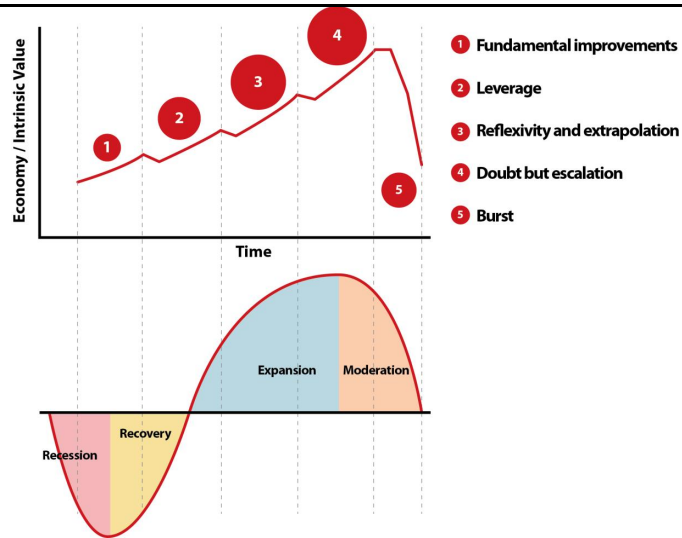 Economy / Intrinsic Value
1
2
3
4
5
Time
1 Fundamental improvements
2 Leverage
3 Reflexivity and extrapolation
4 Doubt but escalation
5 Burst
Recession
Recovery
Expansion
Moderation